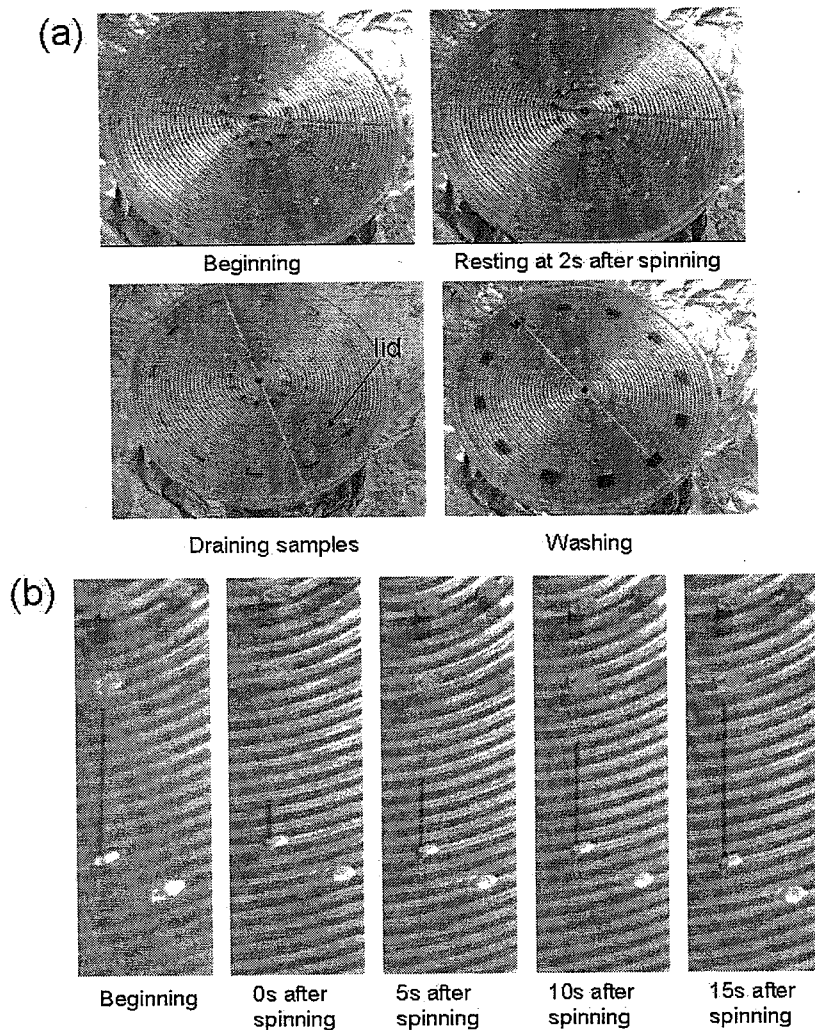 (a)
Beginning
Resting at 2s after spinning
lid
Draining samples
Washing
(b)
Beginning
0s after
spinning
5s after
spinning
10s after
spinning
15s after
spinning